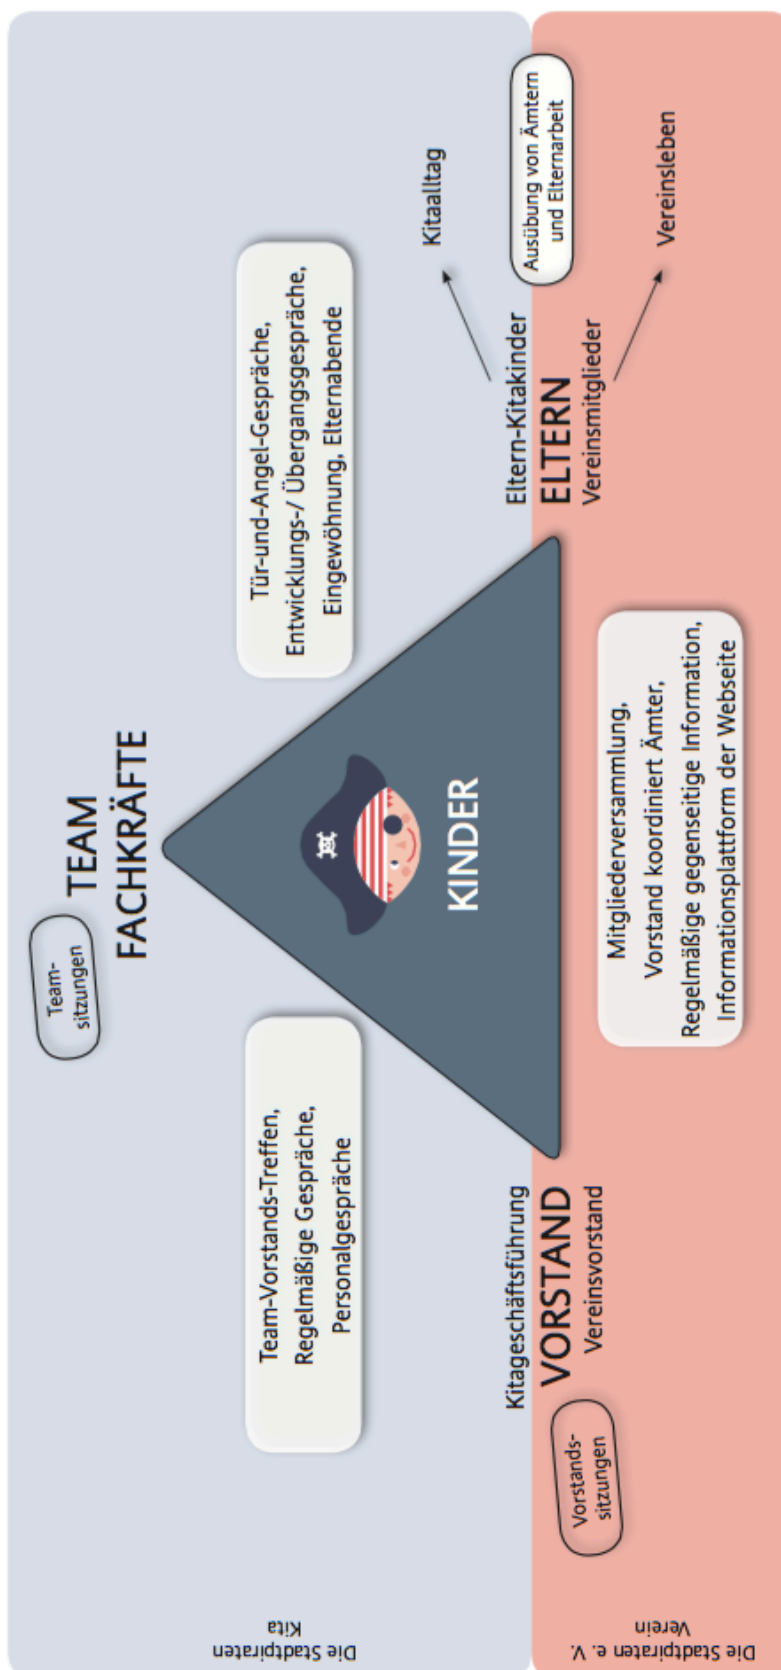 TEAM
FACHKRÄFTE
Team-
sitzungen
Team-Vorstands-Treffen,
Regelmäßige Gespräche,
Personalgespräche
Tür-und-Angel-Gespräche,
Entwicklungs-/ Übergangsgespräche,
Eingewöhnung, Elternabende
KINDER
Kitaalltag
Kitageschäftsführung
VORSTAND
Vereinsvorstand
Vorstands-
sitzungen
Eltern-Kitakinder
ELTERN
Vereinsmitglieder
Ausübung von Ämtern
und Elternarbeit
Vereinsleben
Mitgliederversammlung,
Vorstand koordiniert Ämter,
Regelmäßige gegenseitige Information,
Informationsplattform der Webseite
Die Stadtpiraten
Kita
Die Stadtpiraten e. V.
Verein